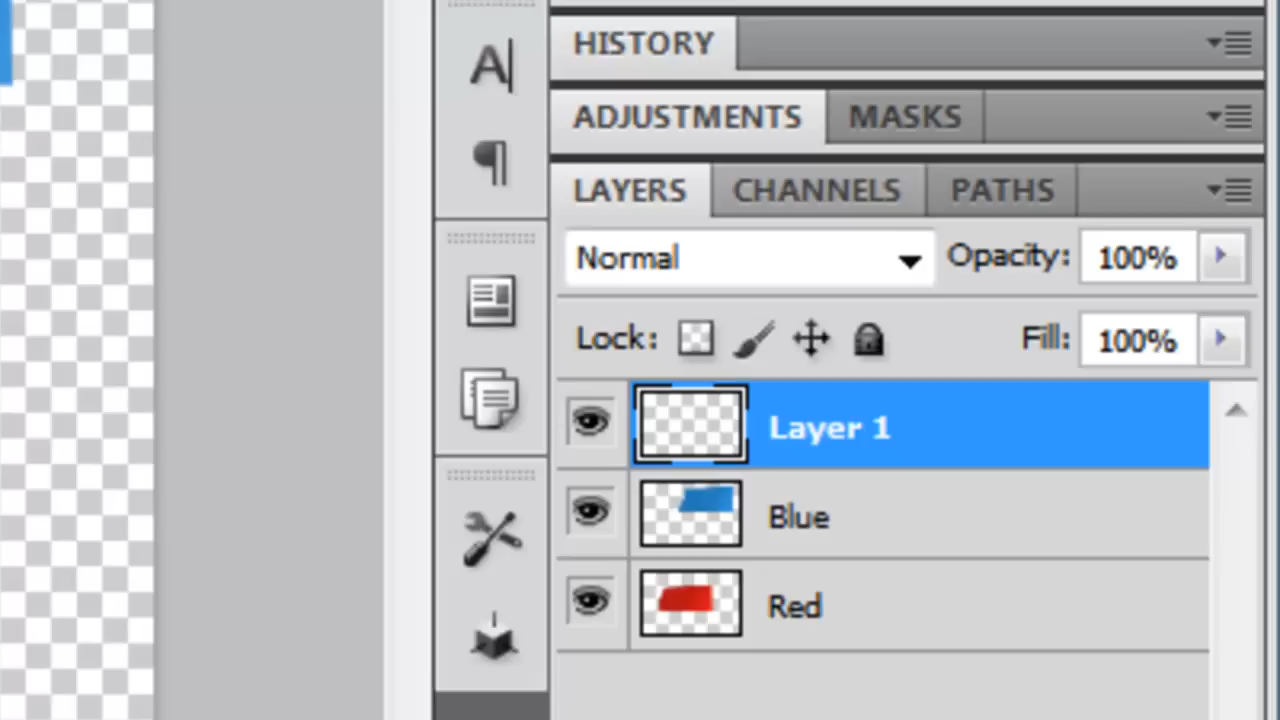 A
¶
HISTORY
ADJUSTMENTS MASKS
LAYERS CHANNELS PATHS
Normal Opacity: 100%
Lock: Fill: 100%
Layer 1
Blue
Red